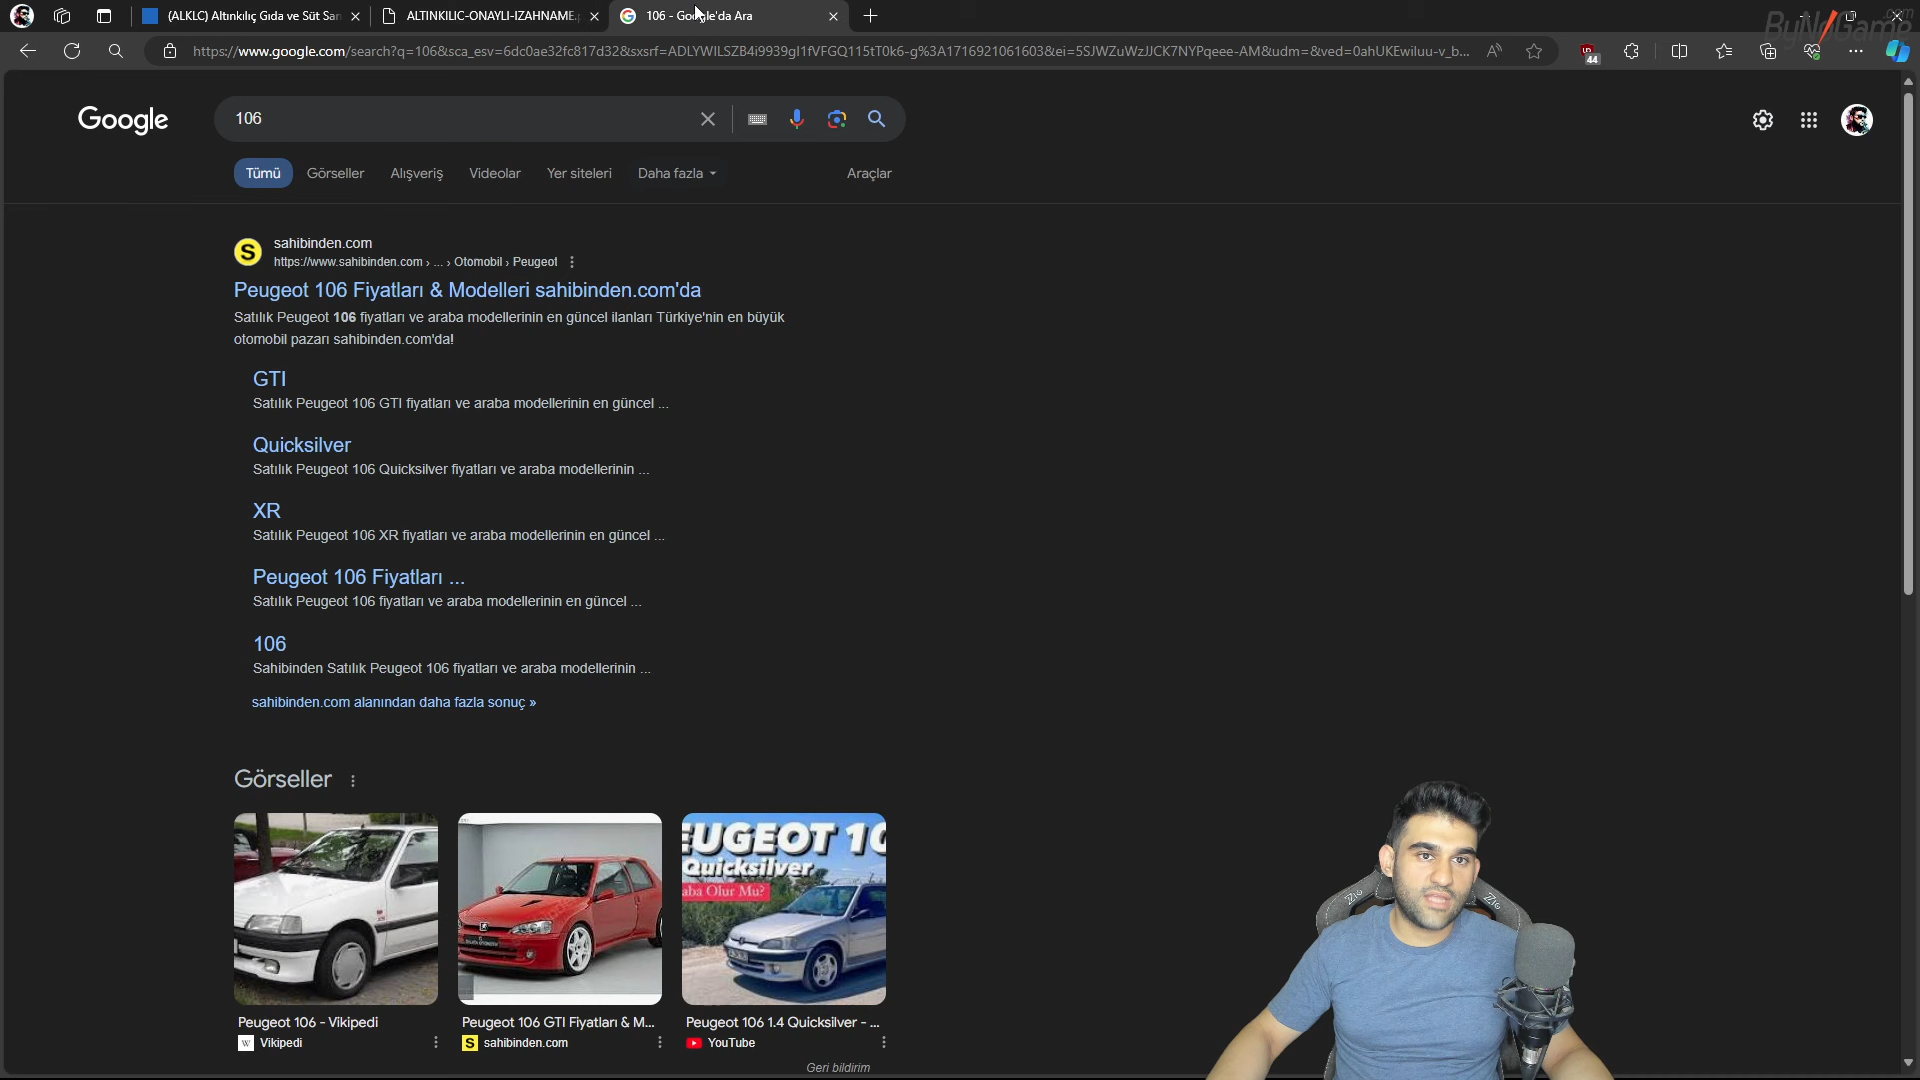 (ALKLC) Altınkılıç Gıda ve Süt San
ALTINKILIC-ONAYLI-IZAHNAME.
106 - Google'da Ara
ByNoGame.com
https://www.google.com/search?q=106&sca_esv=6dc0ae32fc817d32&sxsrf=ADLYWILSZB4i9939gl1fVFGQ115tT0k6-g%3A1716921061603&ei=5SJWZuWzJJCK7NYPqeee-AM&udm=&ved=0ahUKEwiluu-v_b...
44
Google
106
Tümü
Görseller
Alışveriş
Videolar
Yer siteleri
Daha fazla
Araçlar
sahibinden.com
https://www.sahibinden.com › ... › Otomobil › Peugeot
Peugeot 106 Fiyatları & Modelleri sahibinden.com'da
Satılık Peugeot 106 fiyatları ve araba modellerinin en güncel ilanları Türkiye'nin en büyük
otomobil pazarı sahibinden.com'da!
GTI
Satılık Peugeot 106 GTI fiyatları ve araba modellerinin en güncel ...
Quicksilver
Satılık Peugeot 106 Quicksilver fiyatları ve araba modellerinin ...
XR
Satılık Peugeot 106 XR fiyatları ve araba modellerinin en güncel ...
Peugeot 106 Fiyatları ...
Satılık Peugeot 106 fiyatları ve araba modellerinin en güncel ...
106
Sahibinden Satılık Peugeot 106 fiyatları ve araba modellerinin ...
sahibinden.com alanından daha fazla sonuç »
Görseller
EUGEOT 10
Quicksilver
aba Olur Mu?
Peugeot 106 - Vikipedi
W Vikipedi
Peugeot 106 GTI Fiyatları & M...
S sahibinden.com
Peugeot 106 1.4 Quicksilver - ...
YouTube
Geri bildirim